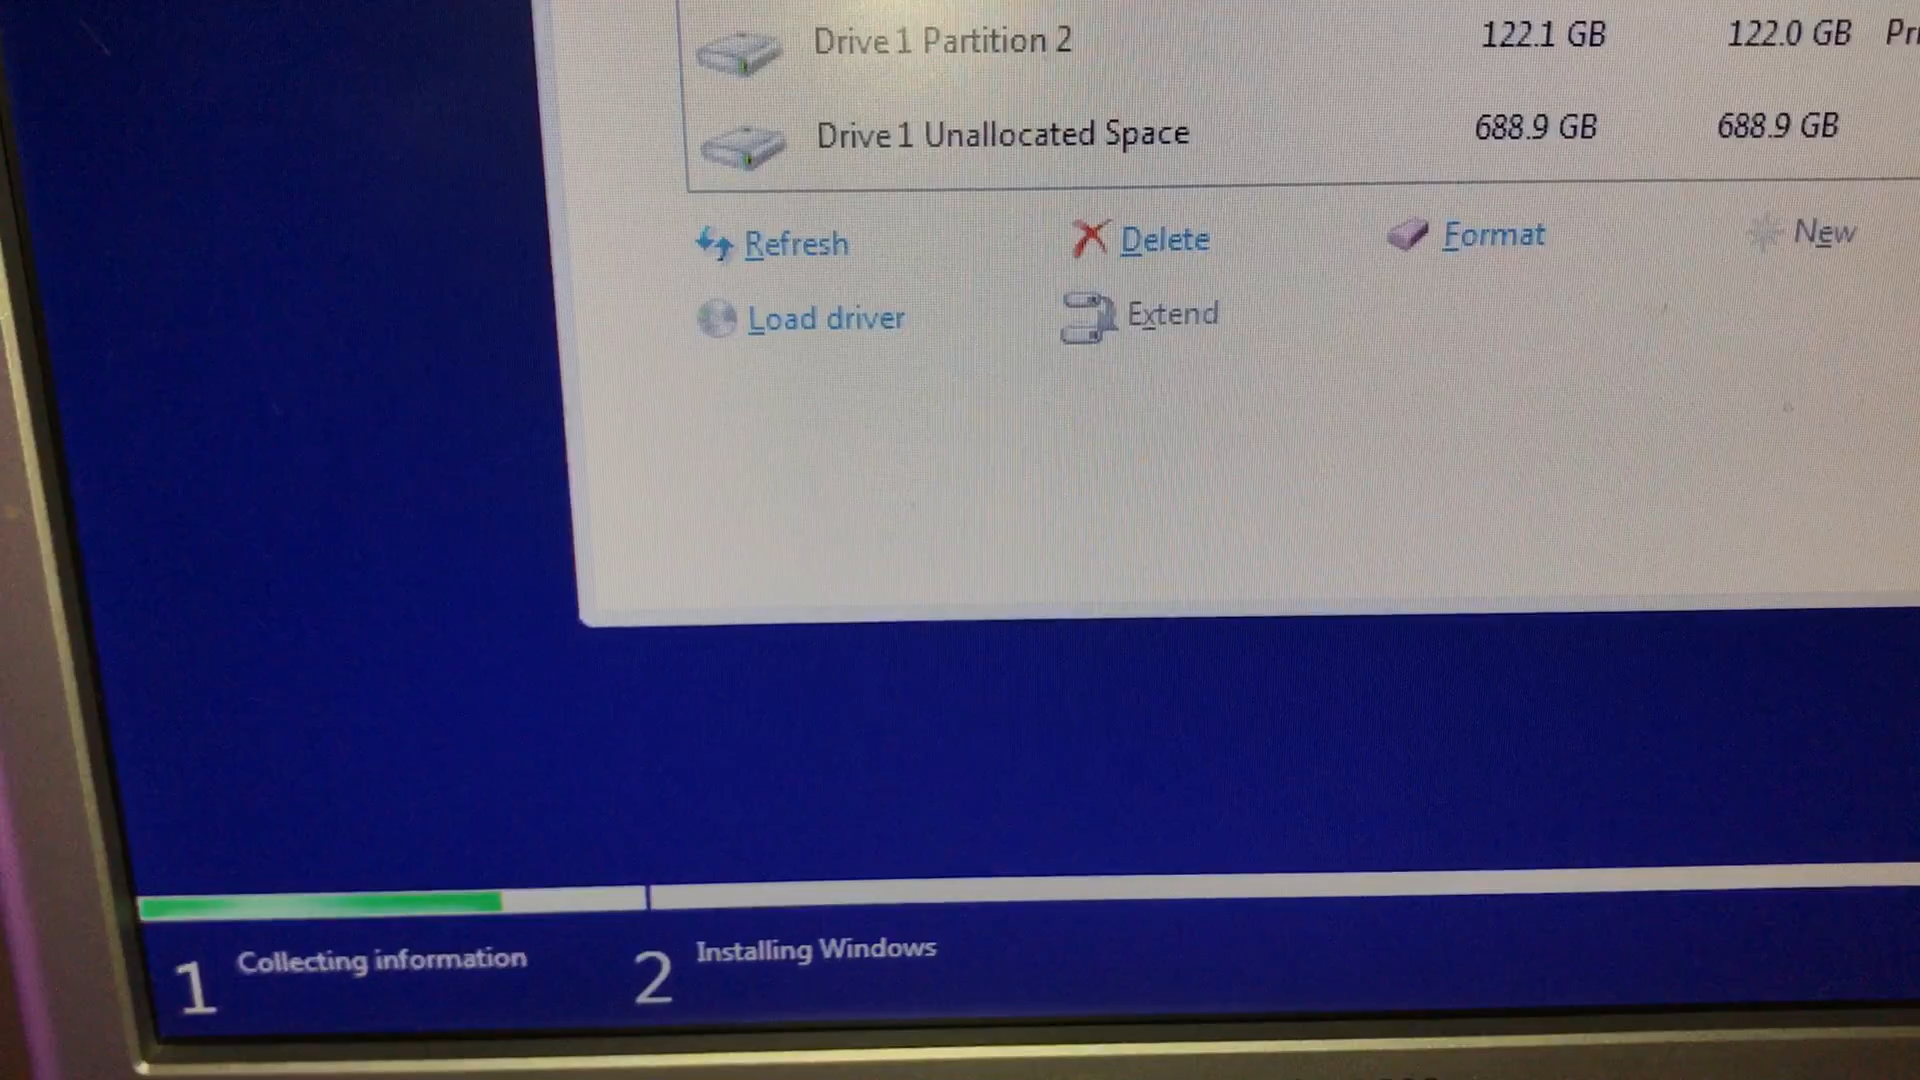 Drive 1 Partition 2 122.1 GB 122.0 GB
Drive 1 Unallocated Space 688.9 GB 688.9 GB
Refresh Delete Format New
Load driver Extend
1 Collecting information 2 Installing Windows